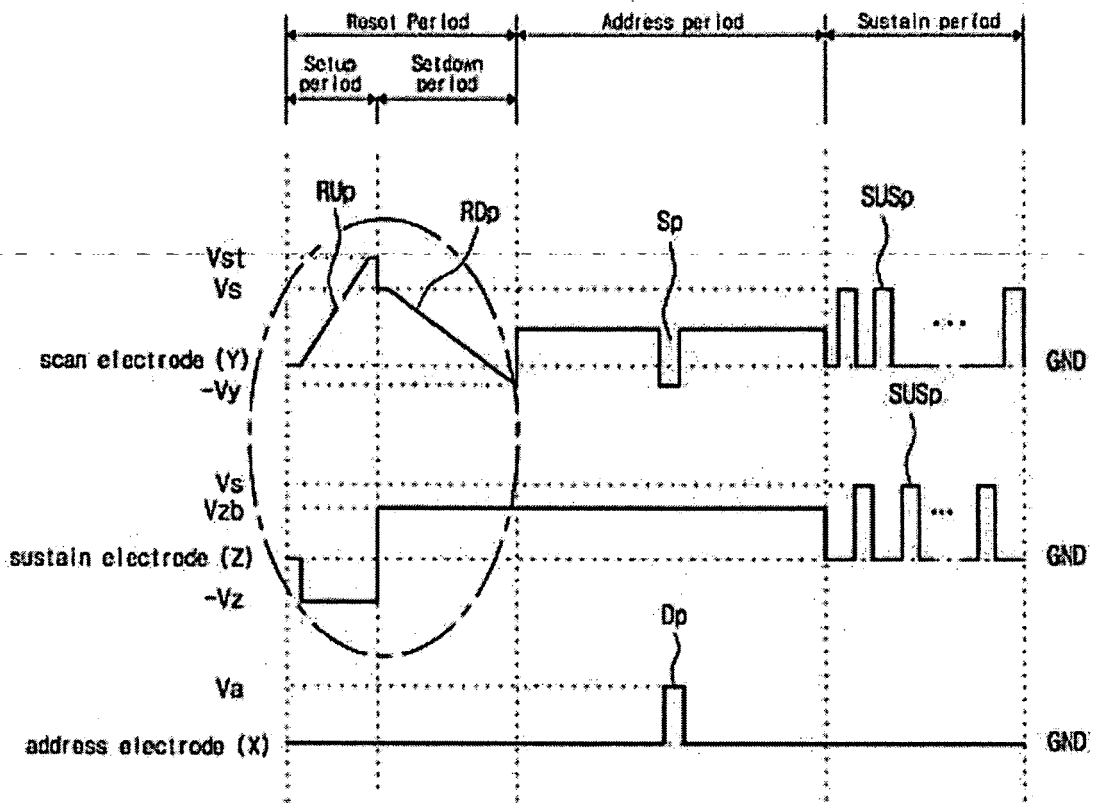 Reset Period
Address period
Sustain period
Setup period
Setdown period
RUp
RDp
Sp
SUSp
Vst
Vs
scan electrode (Y)
GND
-Vy
SUSp
Vs
Vzb
sustain electrode (Z)
GND
-Vz
Dp
Va
address electrode (X)
GND